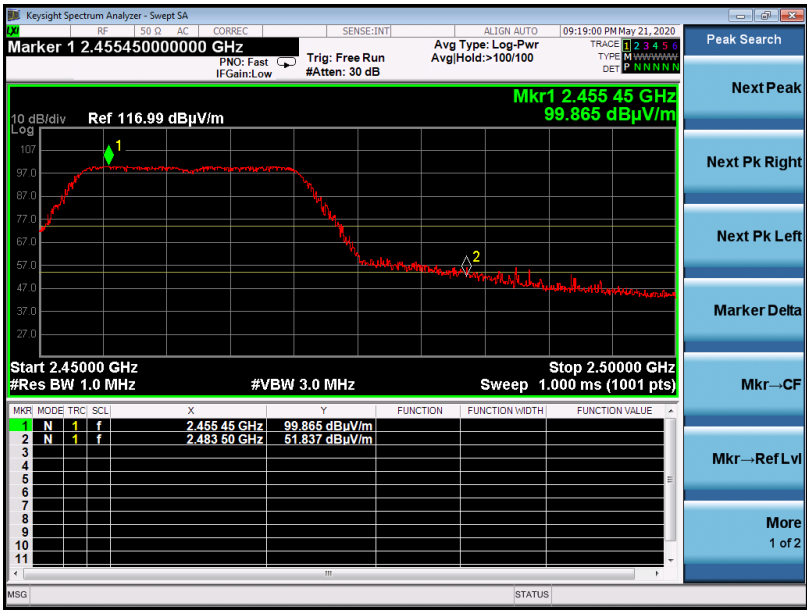 Keysight Spectrum Analyzer - Swept SA
LXI RF 50 Ω AC CORREC SENSE:INT ALIGN AUTO 09:19:00 PM May 21, 2020
Marker 1 2.455450000000 GHz
PNO: Fast
IFGain:Low
Trig: Free Run
#Atten: 30 dB
Avg Type: Log-Pwr
Avg|Hold:>100/100
TRACE 1 2 3 4 5 6
TYPE M WWWWW
DET P N N N N N
Mkr1 2.455 45 GHz
99.865 dBµV/m
10 dB/div Ref 116.99 dBµV/m
Log
107
97.0
87.0
77.0
67.0
57.0
47.0
37.0
27.0
1
2
Start 2.45000 GHz Stop 2.50000 GHz
#Res BW 1.0 MHz #VBW 3.0 MHz Sweep 1.000 ms (1001 pts)
MKR MODE TRC SCL X Y FUNCTION FUNCTION WIDTH FUNCTION VALUE
1 N 1 f 2.455 45 GHz 99.865 dBµV/m
2 N 1 f 2.483 50 GHz 51.837 dBµV/m
3
4
5
6
7
8
9
10
11
MSG STATUS
Peak Search
Next Peak
Next Pk Right
Next Pk Left
Marker Delta
Mkr→CF
Mkr→Ref Lvl
More
1 of 2